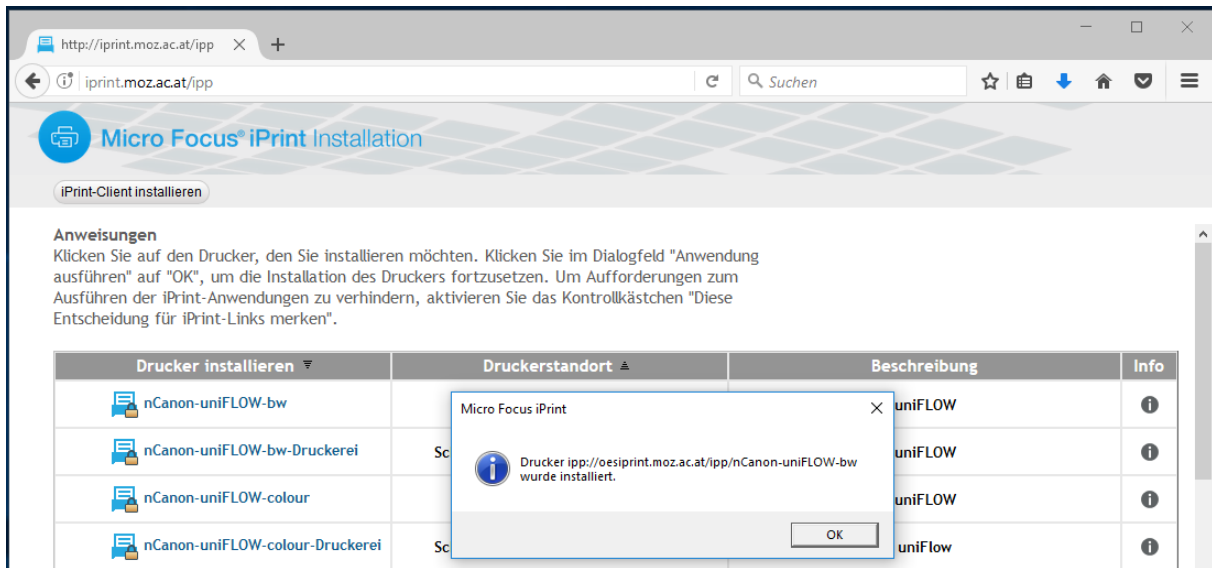 http://iprint.moz.ac.at/ipp
iprint.moz.ac.at/ipp
Suchen
Micro Focus® iPrint Installation
iPrint-Client installieren
Anweisungen
Klicken Sie auf den Drucker, den Sie installieren möchten. Klicken Sie im Dialogfeld "Anwendung
ausführen" auf "OK", um die Installation des Druckers fortzusetzen. Um Aufforderungen zum
Ausführen der iPrint-Anwendungen zu verhindern, aktivieren Sie das Kontrollkästchen "Diese
Entscheidung für iPrint-Links merken".
Drucker installieren Druckerstandort Beschreibung Info
nCanon-uniFLOW-bw uniFLOW
nCanon-uniFLOW-bw-Druckerei Sc uniFLOW
nCanon-uniFLOW-colour uniFLOW
nCanon-uniFLOW-colour-Druckerei Sc uniFlow
Micro Focus iPrint
Drucker ipp://oesiprint.moz.ac.at/ipp/nCanon-uniFLOW-bw
wurde installiert.
OK